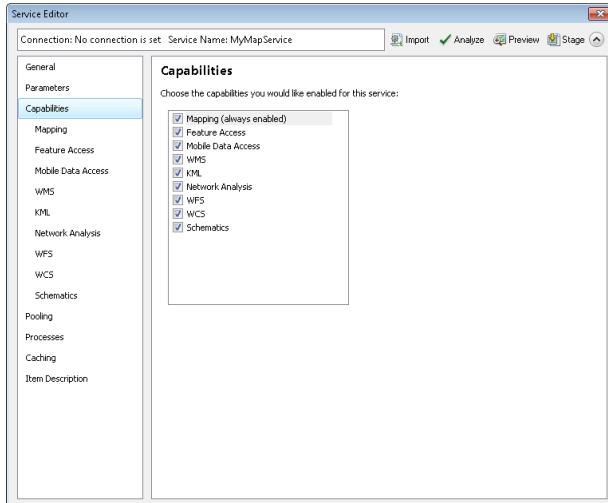 Service Editor
Connection: No connection is set Service Name: MyMapService
Import Analyze Preview Stage
General
Parameters
Capabilities
Mapping
Feature Access
Mobile Data Access
WMS
KML
Network Analysis
WFS
WCS
Schematics
Pooling
Processes
Caching
Item Description
Capabilities
Choose the capabilities you would like enabled for this service:
Mapping (always enabled)
Feature Access
Mobile Data Access
WMS
KML
Network Analysis
WFS
WCS
Schematics